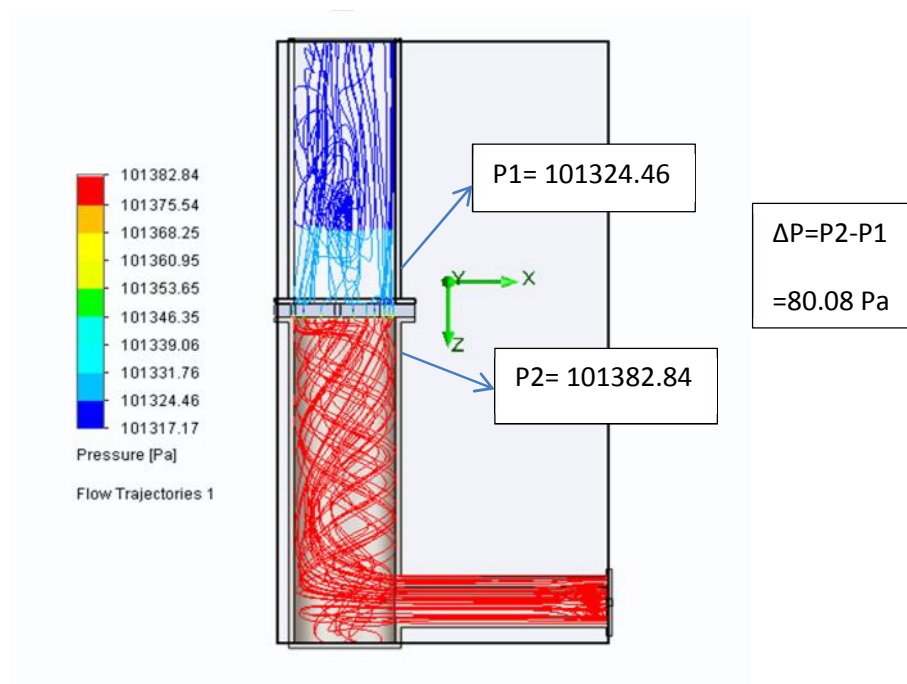 101382.84
101375.54
101368.25
101360.95
101353.65
101346.35
101339.06
101331.76
101324.46
101317.17
Pressure [Pa]
Flow Trajectories 1
P1= 101324.46
Y
X
Z
P2= 101382.84
ΔP=P2-P1
=80.08 Pa